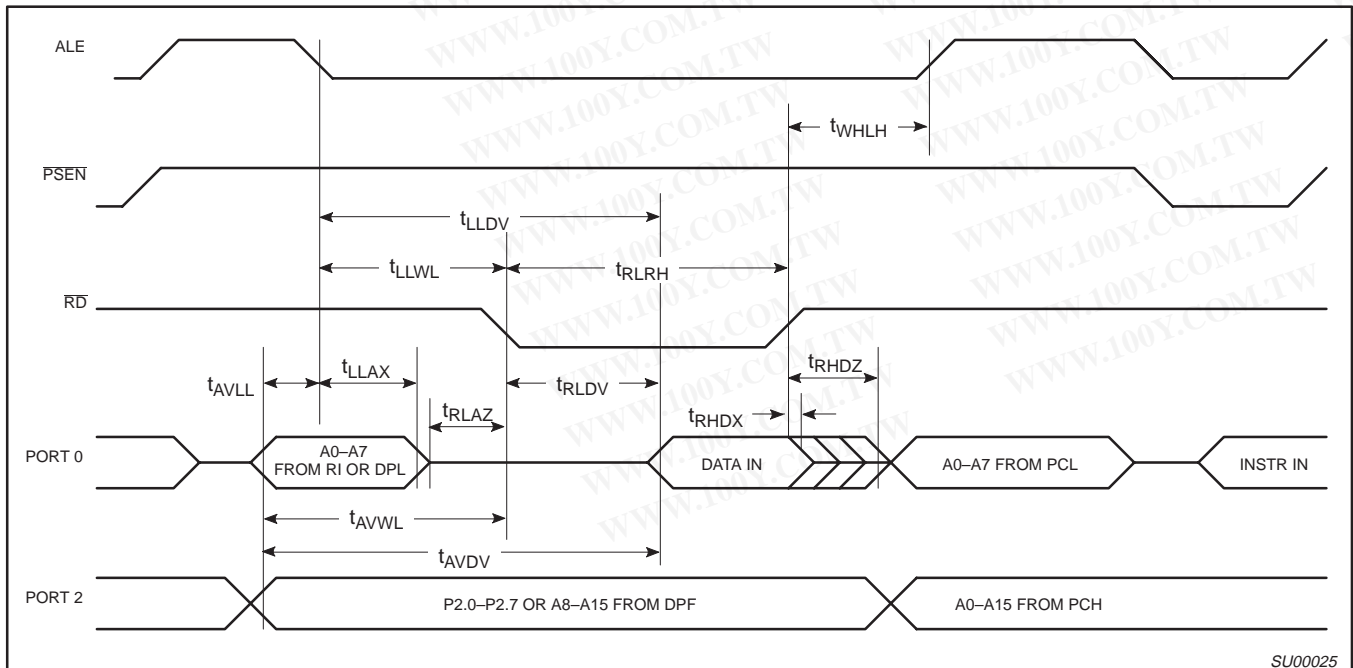 ALE
tWHLH
PSEN
tLLDV
tLLWL
tRLRH
RD
tAVLL
tLLAX
tRLAZ
tRLDV
tRHDZ
tRHDX
PORT 0
A0–A7
FROM RI OR DPL
DATA IN
A0–A7 FROM PCL
INSTR IN
tAVWL
tAVDV
PORT 2
P2.0–P2.7 OR A8–A15 FROM DPF
A0–A15 FROM PCH
SU00025
WWW.100Y.COM.TW